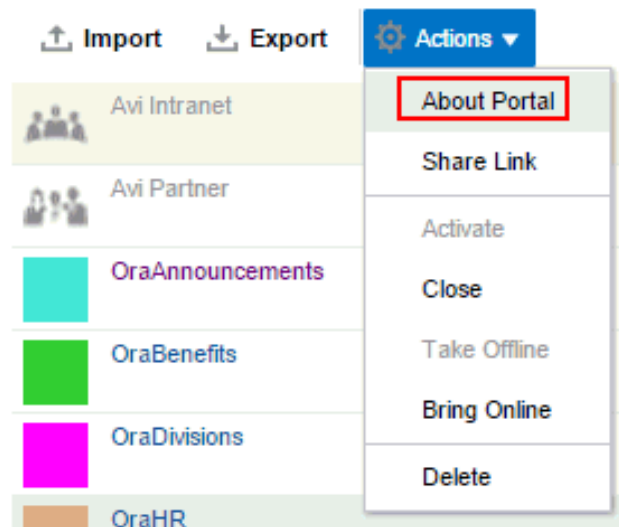 Import Export Actions
Avi Intranet
Avi Partner
OraAnnouncements
OraBenefits
OraDivisions
OraHR
About Portal
Share Link
Activate
Close
Take Offline
Bring Online
Delete